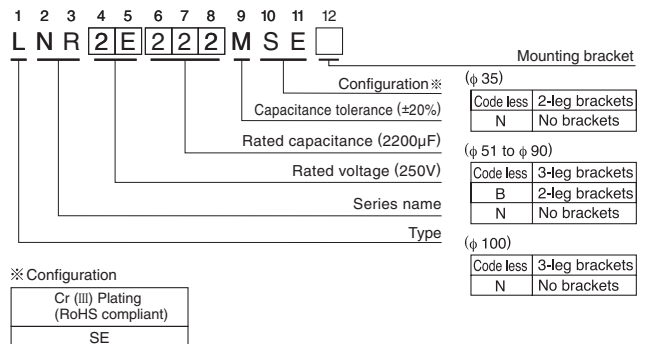 1 2 3 4 5 6 7 8 9 10 11 12
L N R 2 E 2 2 2 M S E
Mounting bracket
Configuration※
Capacitance tolerance (±20%)
Rated capacitance (2200µF)
Rated voltage (250V)
Series name
Type
(φ 35)
Code less 2-leg brackets
N No brackets
(φ 51 to φ 90)
Code less 3-leg brackets
B 2-leg brackets
N No brackets
(φ 100)
Code less 3-leg brackets
N No brackets
※Configuration
Cr (III) Plating
(RoHS compliant)
SE